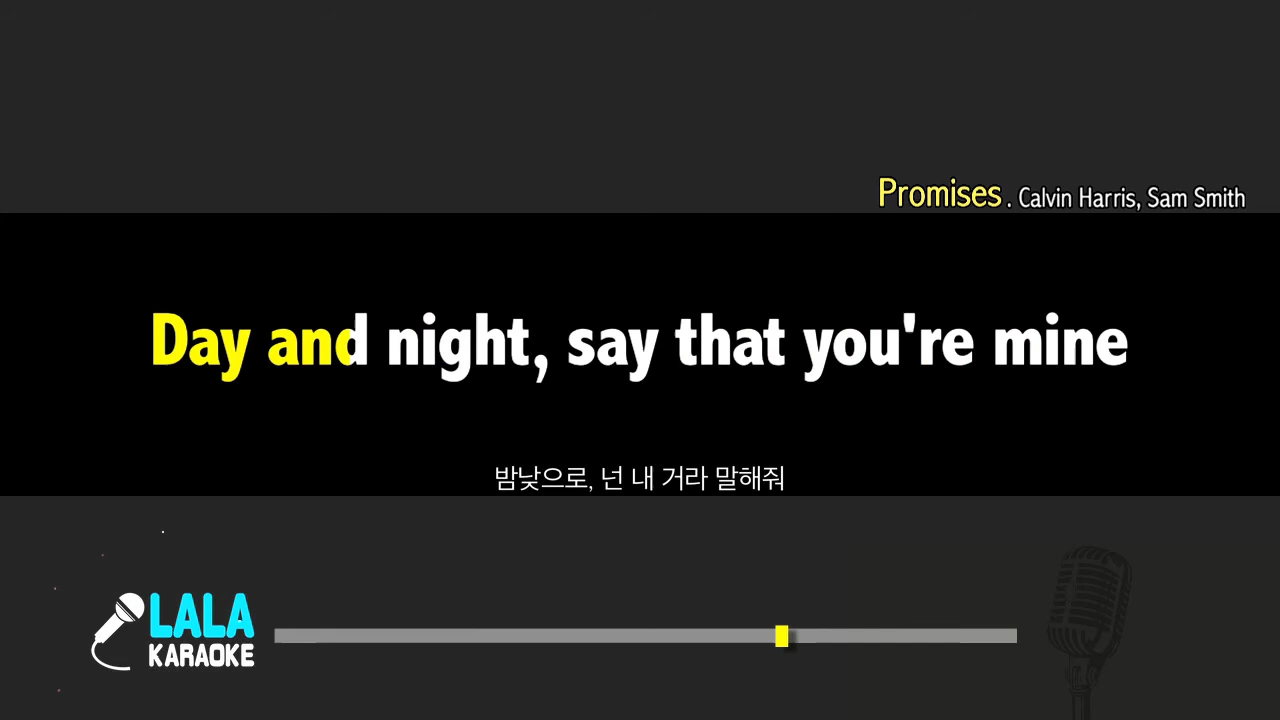 Promises . Calvin Harris, Sam Smith
Day and night, say that you're mine
밤낮으로, 넌 내 거라 말해줘
LALA
KARAOKE